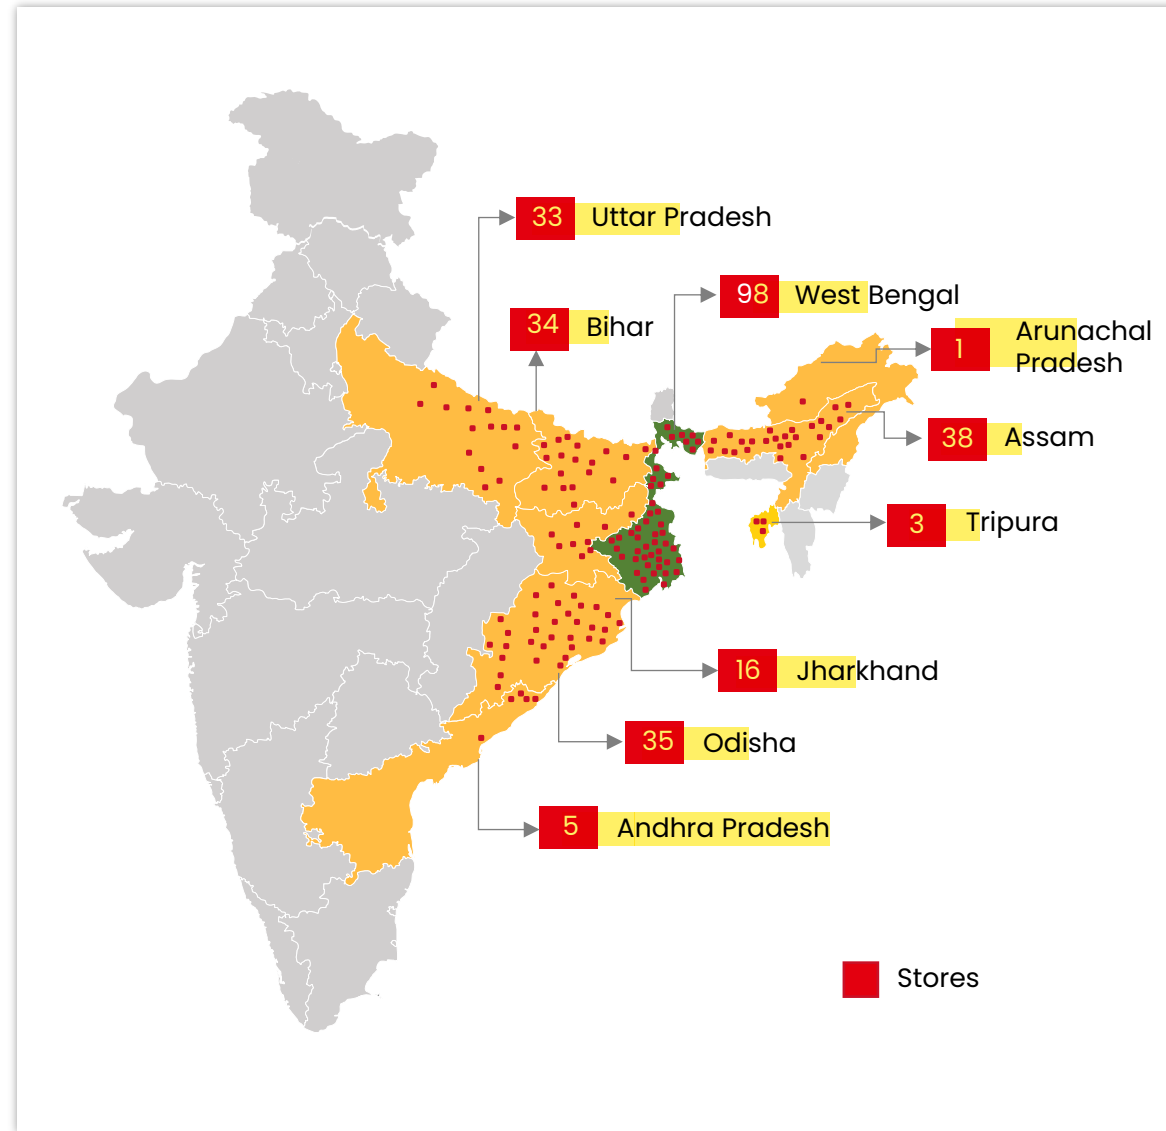 33 Uttar Pradesh
98 West Bengal
34 Bihar
1 Arunachal
Pradesh
38 Assam
3 Tripura
16 Jharkhand
35 Odisha
5 Andhra Pradesh
Stores